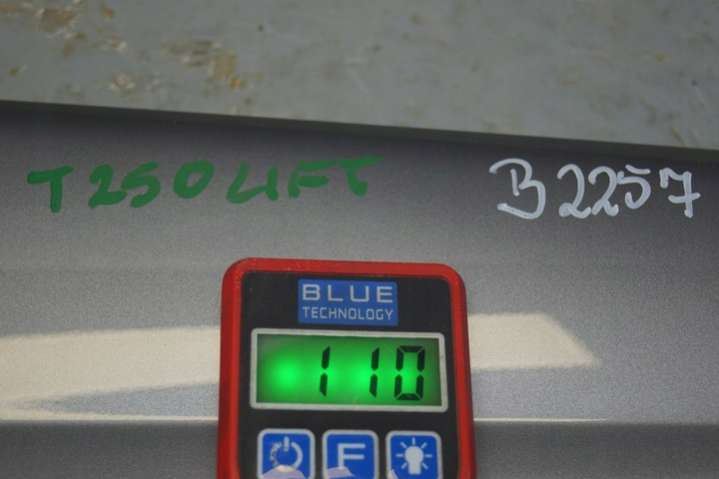 T250 LIFT
B2257
BLUE
TECHNOLOGY
110
F